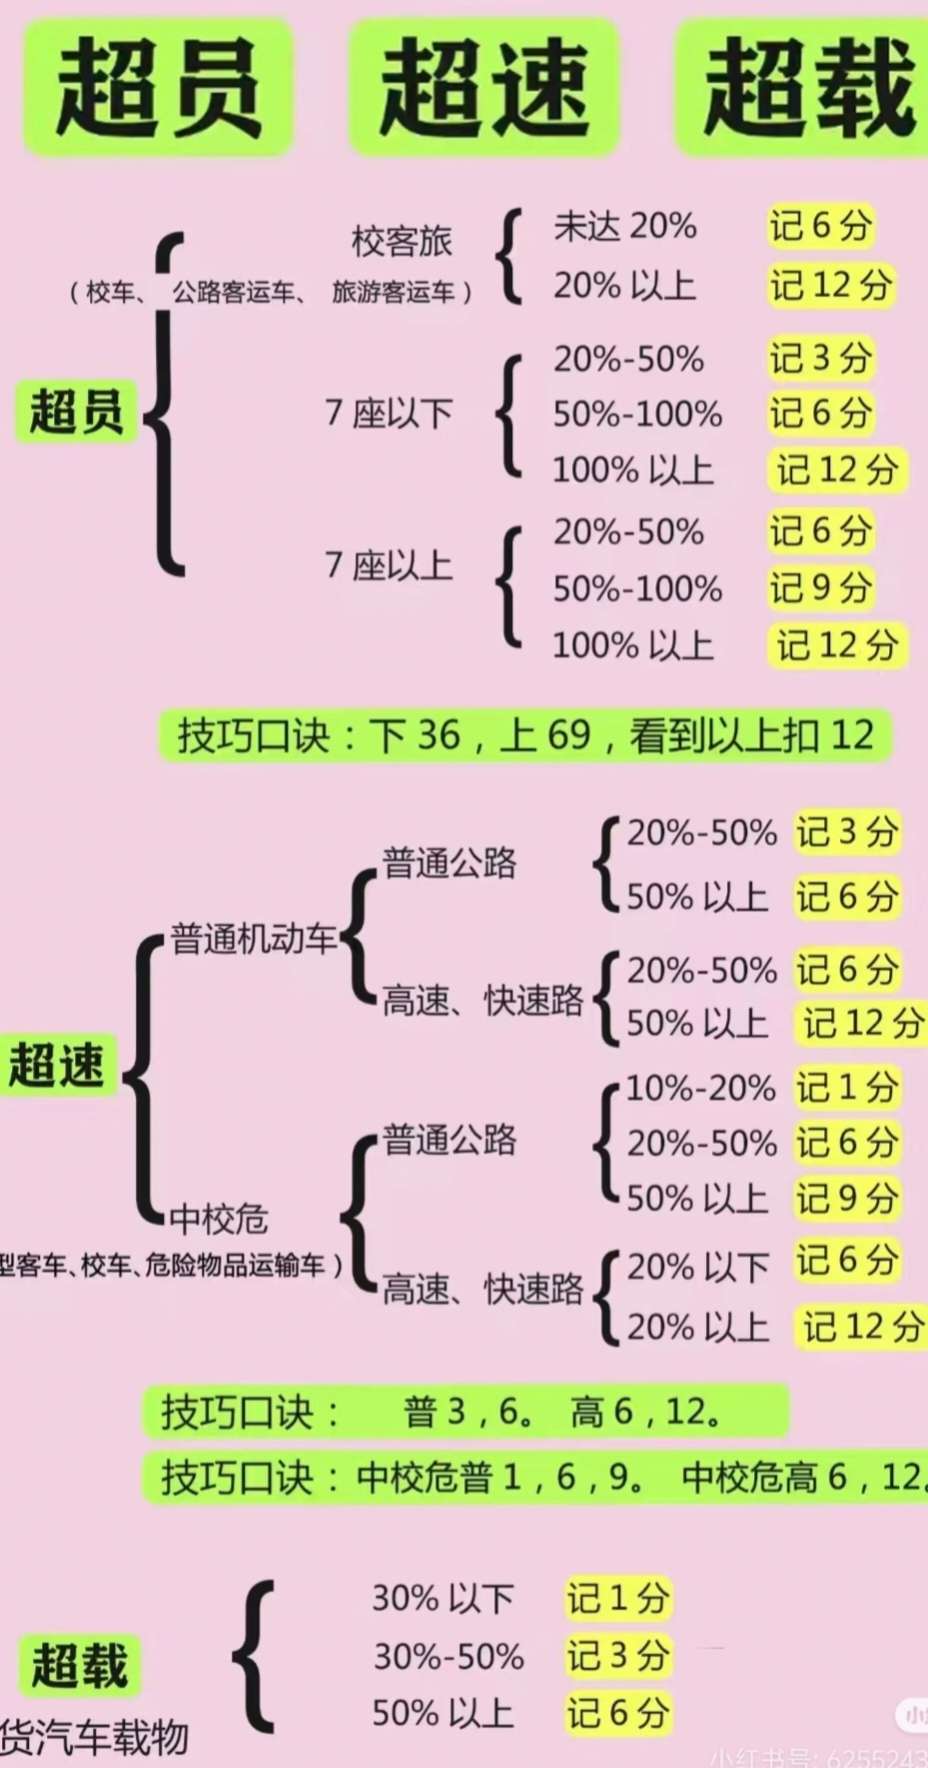 超员 超速 超载
校客旅
(校车、 公路客运车、 旅游客运车)
未达 20% 记 6 分
20% 以上 记 12 分
超员
7 座以下
20%-50% 记 3 分
50%-100% 记 6 分
100% 以上 记 12 分
7 座以上
20%-50% 记 6 分
50%-100% 记 9 分
100% 以上 记 12 分
技巧口诀:下 36,上 69,看到以上扣 12
超速
普通机动车
普通公路
20%-50% 记 3 分
50% 以上 记 6 分
高速、快速路
20%-50% 记 6 分
50% 以上 记 12 分
中校危
型客车、校车、危险物品运输车)
普通公路
10%-20% 记 1 分
20%-50% 记 6 分
50% 以上 记 9 分
高速、快速路
20% 以下 记 6 分
20% 以上 记 12 分
技巧口诀: 普 3,6。 高 6,12。
技巧口诀:中校危普 1,6,9。 中校危高 6,12。
超载
货汽车载物
30% 以下 记 1 分
30%-50% 记 3 分
50% 以上 记 6 分
小红书号: 6255243